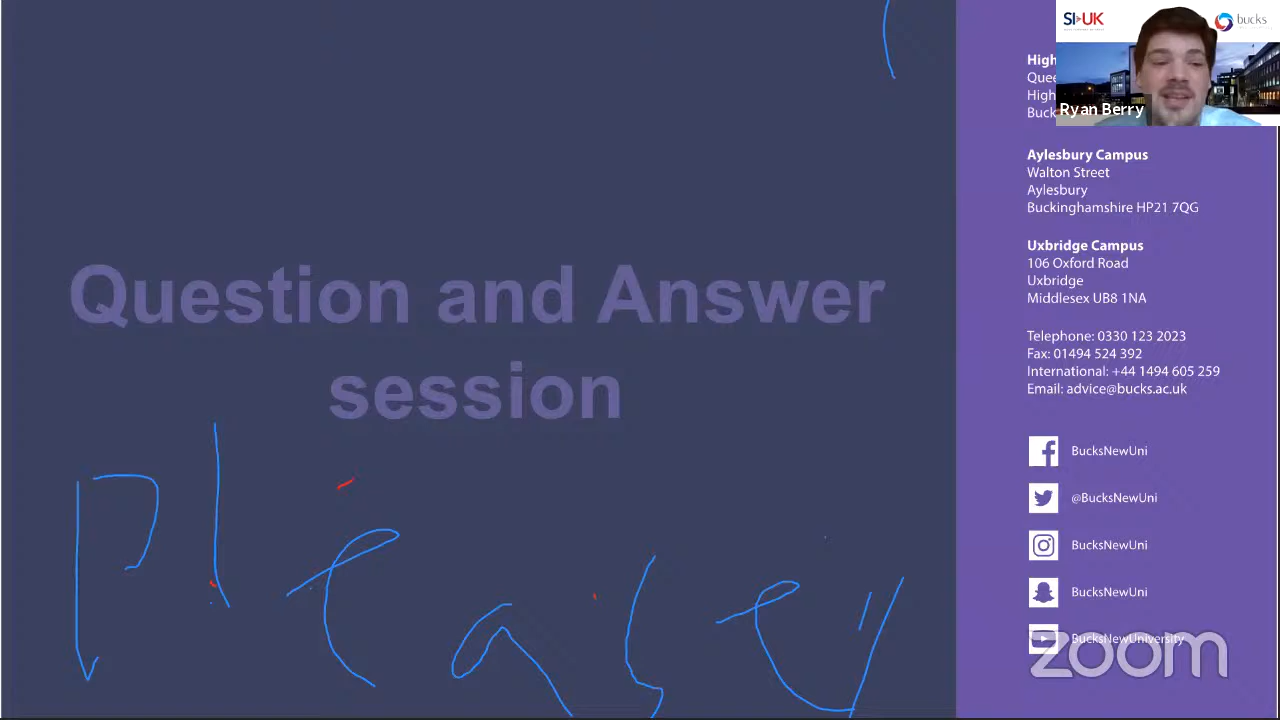 Question and Answer
session
Please
SI-UK
bucks
Ryan Berry
High
Quee
High
Buck
Aylesbury Campus
Walton Street
Aylesbury
Buckinghamshire HP21 7QG
Uxbridge Campus
106 Oxford Road
Uxbridge
Middlesex UB8 1NA
Telephone: 0330 123 2023
Fax: 01494 524 392
International: +44 1494 605 259
Email: advice@bucks.ac.uk
BucksNewUni
@BucksNewUni
BucksNewUni
BucksNewUni
BucksNewUniversity
zoom